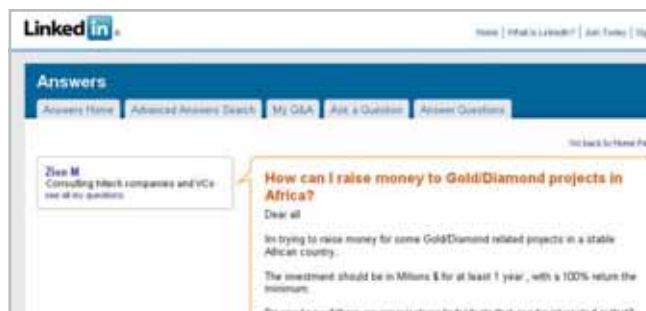 Linked in.
Home | What is LinkedIn? | Join Today |
Answers
Answers Home Advanced Answers Search My Q&A Ask a Question Answer Questions
back to Home
Zion M
Consulting hitech companies and VCs
see all my questions
How can I raise money to Gold/Diamond projects in
Africa?
Dear all
Im trying to raise money for some Gold/Diamond related projects in a stable
African country.
The investment should be in Millions $ for at least 1 year , with a 100% return the
minimum.